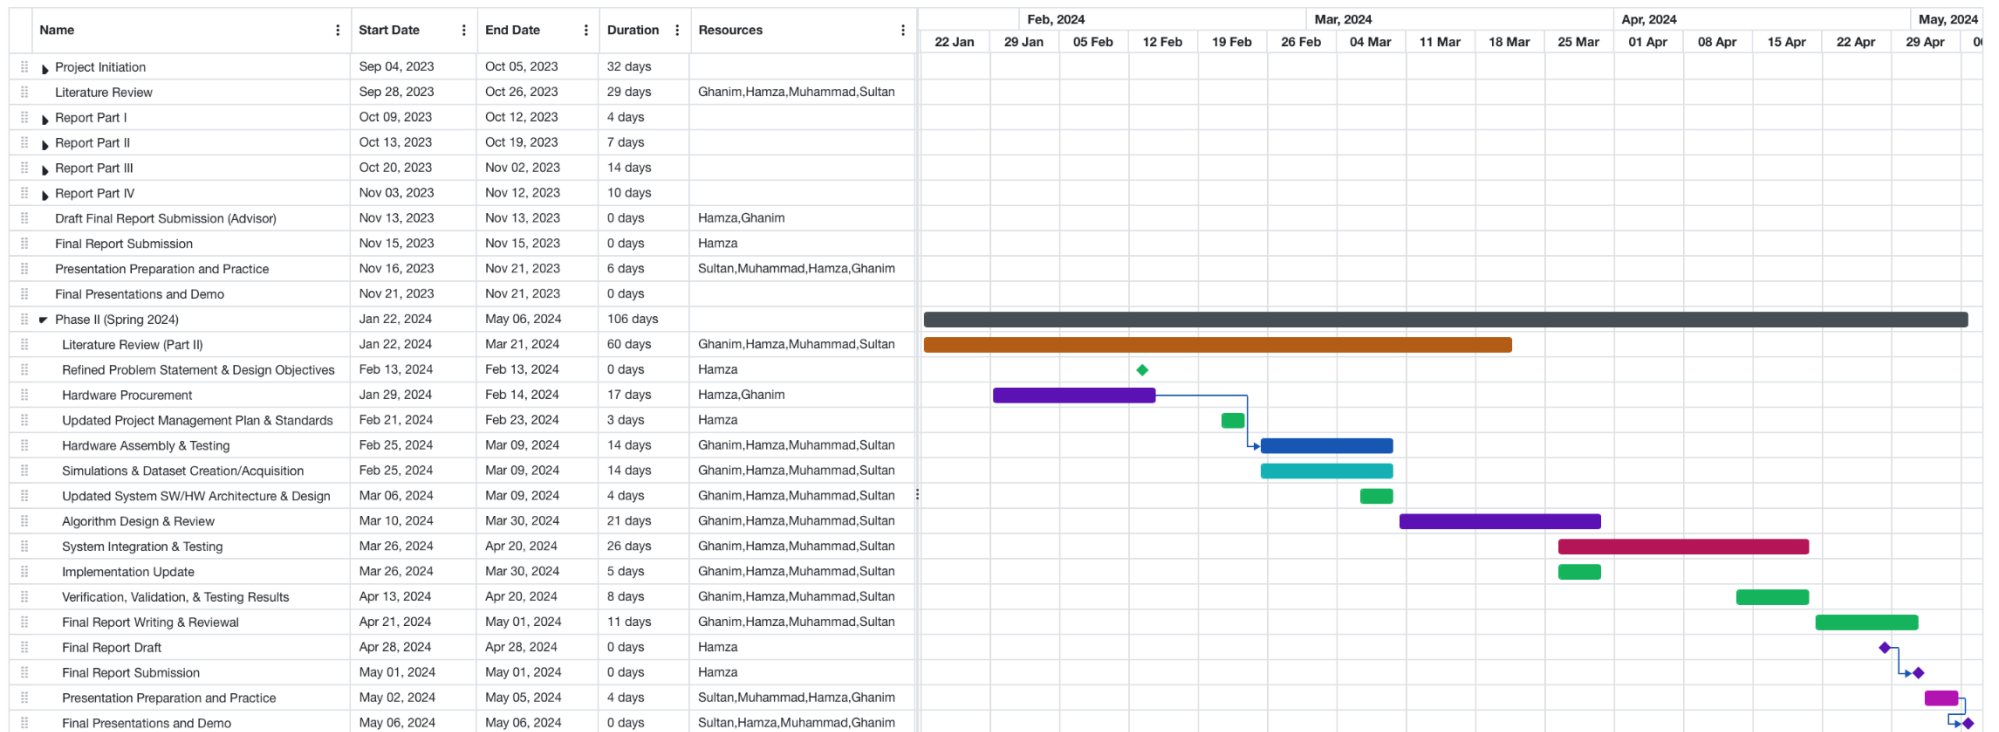 Feb, 2024 Mar, 2024 Apr, 2024 May, 2024
Name Start Date End Date Duration Resources
22 Jan 29 Jan 05 Feb 12 Feb 19 Feb 26 Feb 04 Mar 11 Mar 18 Mar 25 Mar 01 Apr 08 Apr 15 Apr 22 Apr 29 Apr
Project Initiation Sep 04, 2023 Oct 05, 2023 32 days
Literature Review Sep 28, 2023 Oct 26, 2023 29 days Ghanim,Hamza,Muhammad,Sultan
Report Part I Oct 09, 2023 Oct 12, 2023 4 days
Report Part II Oct 13, 2023 Oct 19, 2023 7 days
Report Part III Oct 20, 2023 Nov 02, 2023 14 days
Report Part IV Nov 03, 2023 Nov 12, 2023 10 days
Draft Final Report Submission (Advisor) Nov 13, 2023 Nov 13, 2023 0 days Hamza,Ghanim
Final Report Submission Nov 15, 2023 Nov 15, 2023 0 days Hamza
Presentation Preparation and Practice Nov 16, 2023 Nov 21, 2023 6 days Sultan,Muhammad,Hamza,Ghanim
Final Presentations and Demo Nov 21, 2023 Nov 21, 2023 0 days
Phase II (Spring 2024) Jan 22, 2024 May 06, 2024 106 days
Literature Review (Part II) Jan 22, 2024 Mar 21, 2024 60 days Ghanim,Hamza,Muhammad,Sultan
Refined Problem Statement & Design Objectives Feb 13, 2024 Feb 13, 2024 0 days Hamza
Hardware Procurement Jan 29, 2024 Feb 14, 2024 17 days Hamza,Ghanim
Updated Project Management Plan & Standards Feb 21, 2024 Feb 23, 2024 3 days Hamza
Hardware Assembly & Testing Feb 25, 2024 Mar 09, 2024 14 days Ghanim,Hamza,Muhammad,Sultan
Simulations & Dataset Creation/Acquisition Feb 25, 2024 Mar 09, 2024 14 days Ghanim,Hamza,Muhammad,Sultan
Updated System SW/HW Architecture & Design Mar 06, 2024 Mar 09, 2024 4 days Ghanim,Hamza,Muhammad,Sultan
Algorithm Design & Review Mar 10, 2024 Mar 30, 2024 21 days Ghanim,Hamza,Muhammad,Sultan
System Integration & Testing Mar 26, 2024 Apr 20, 2024 26 days Ghanim,Hamza,Muhammad,Sultan
Implementation Update Mar 26, 2024 Mar 30, 2024 5 days Ghanim,Hamza,Muhammad,Sultan
Verification, Validation, & Testing Results Apr 13, 2024 Apr 20, 2024 8 days Ghanim,Hamza,Muhammad,Sultan
Final Report Writing & Reviewal Apr 21, 2024 May 01, 2024 11 days Ghanim,Hamza,Muhammad,Sultan
Final Report Draft Apr 28, 2024 Apr 28, 2024 0 days Hamza
Final Report Submission May 01, 2024 May 01, 2024 0 days Hamza
Presentation Preparation and Practice May 02, 2024 May 05, 2024 4 days Sultan,Muhammad,Hamza,Ghanim
Final Presentations and Demo May 06, 2024 May 06, 2024 0 days Sultan,Hamza,Muhammad,Ghanim